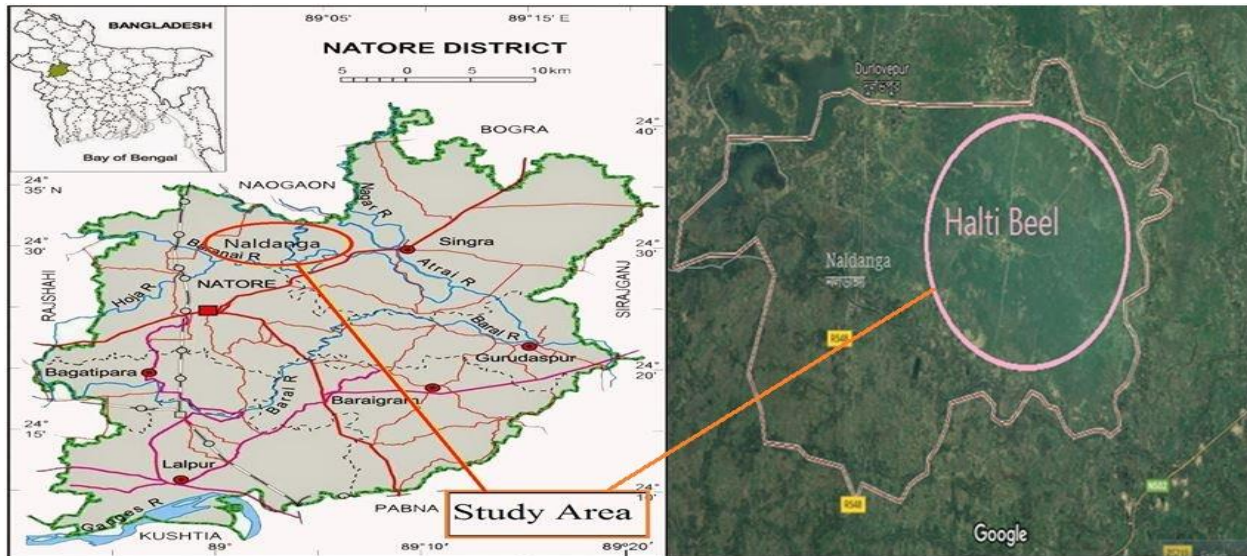 BANGLADESH
Bay of Bengal
89°05'
89°15' E
NATORE DISTRICT
5 0 5 10km
24°
40'
BOGRA
24°
35' N
NAOGAON
Nagar R
Naldanga
Baranai R
Singra
24°
30'
Atrai R
RAJSHAHI
Hoja R
NATORE
SIRAJGANJ
Baral R
Gurudaspur
Bagatipara
24°
20'
Baraigram
Baral R
24°
15'
Lalpur
24°
10'
Ganges R
PABNA
KUSHTIA
Study Area
89°
89°10'
89°20'
Durlovepur
দুর্লভপুর
Halti Beel
Naldanga
নলডাঙ্গা
R548
R548
N502
Google